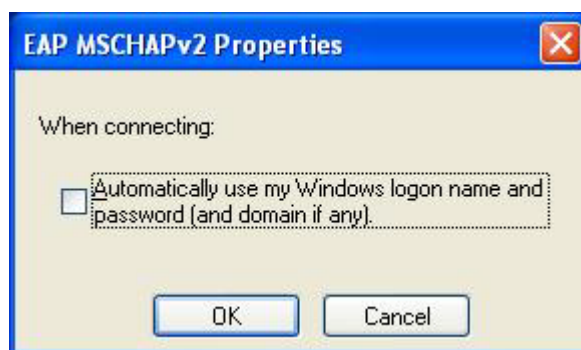 EAP MSCHAPv2 Properties
When connecting:
Automatically use my Windows logon name and
password (and domain if any).
OK Cancel